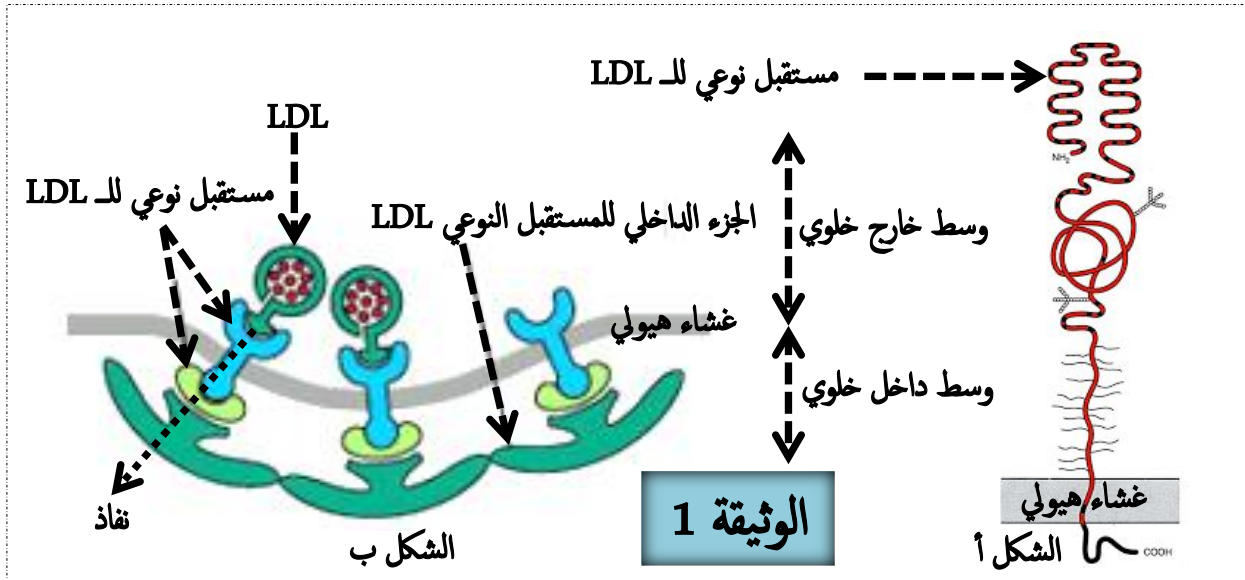 مستقبل نوعي للـ LDL
LDL
مستقبل نوعي للـ LDL
الجزء الداخلي للمستقبل النوعي LDL
وسط خارج خلوي
غشاء هيولي
وسط داخل خلوي
نفاذ
الشكل ب
الوثيقة 1
NH₂
غشاء هيولي
الشكل أ
COOH